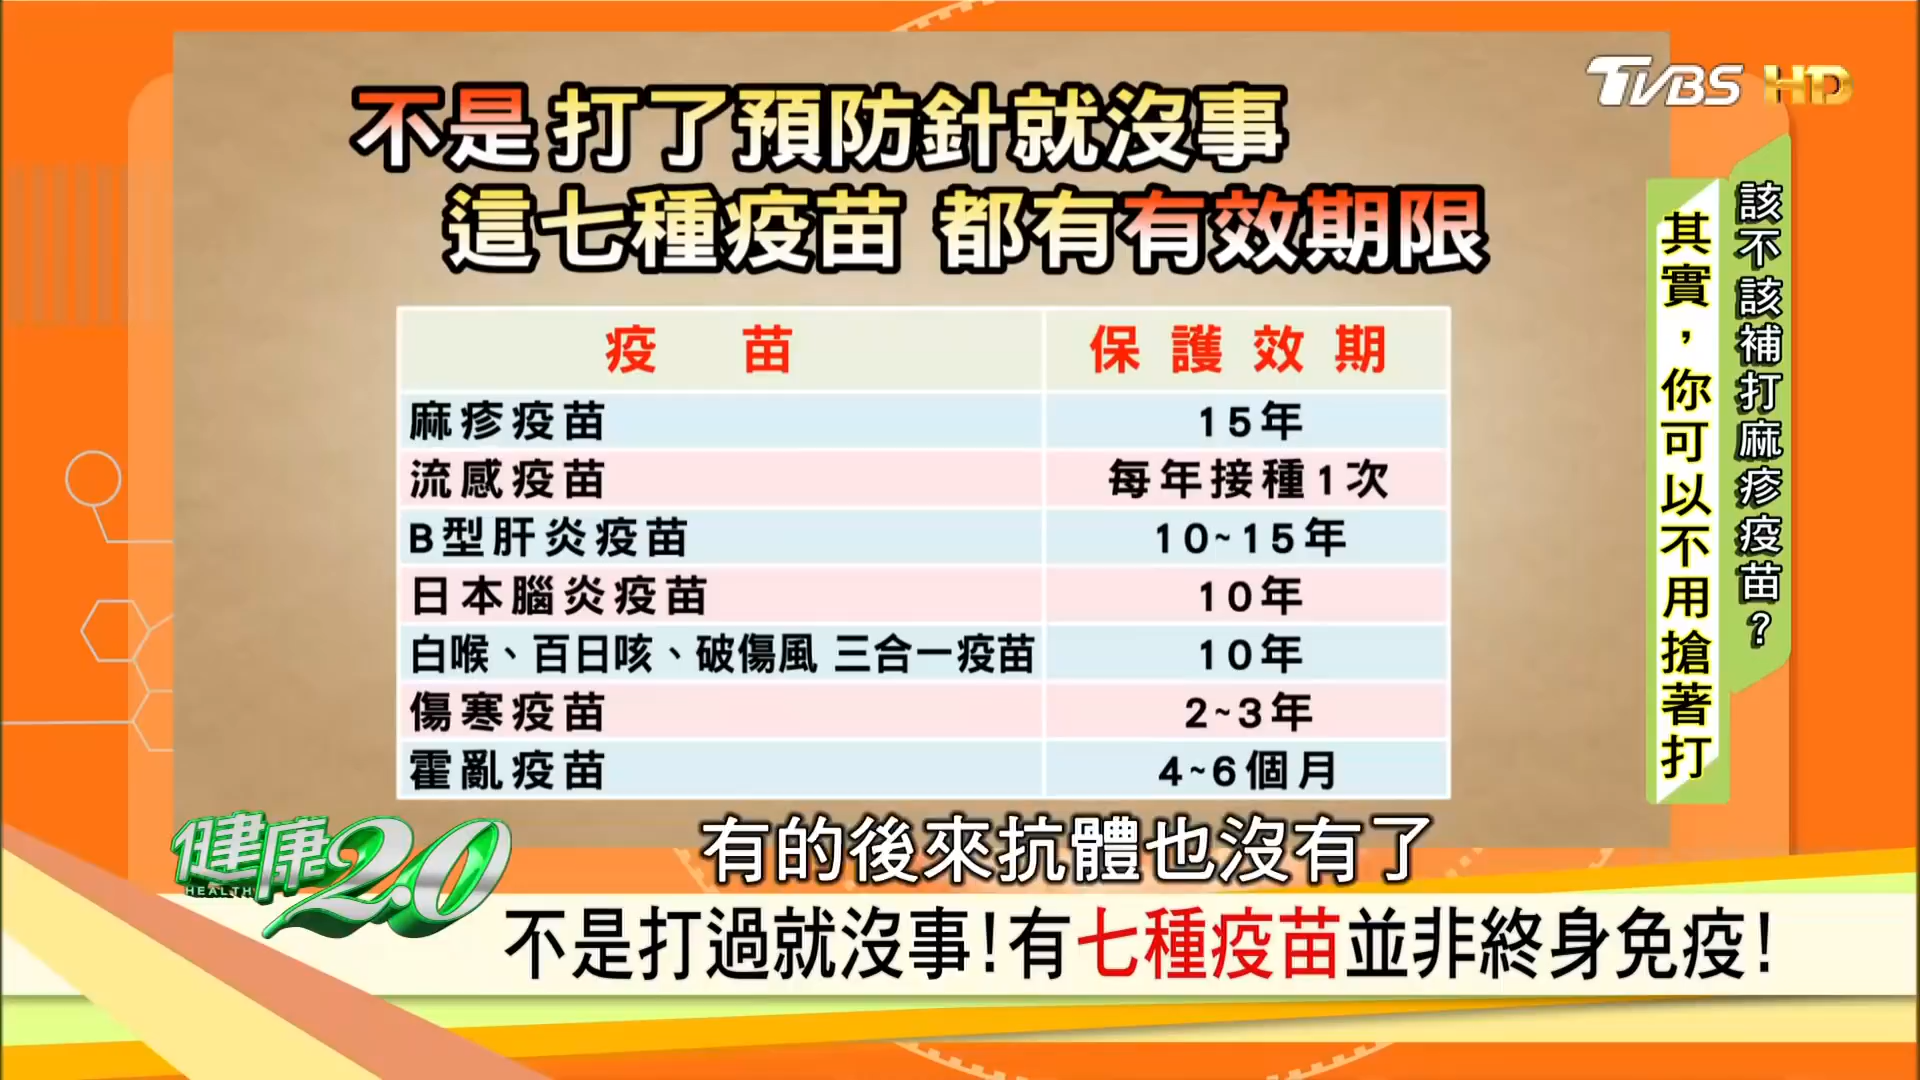 TVBS HD
不是打了預防針就沒事
這七種疫苗 都有有效期限
疫苗 保護效期
麻疹疫苗 15年
流感疫苗 每年接種1次
B型肝炎疫苗 10~15年
日本腦炎疫苗 10年
白喉、百日咳、破傷風 三合一疫苗 10年
傷寒疫苗 2~3年
霍亂疫苗 4~6個月
該不該補打麻疹疫苗？
其實，你可以不用搶著打
有的後來抗體也沒有了
健康2.0
HEALTHY
不是打過就沒事!有七種疫苗並非終身免疫!